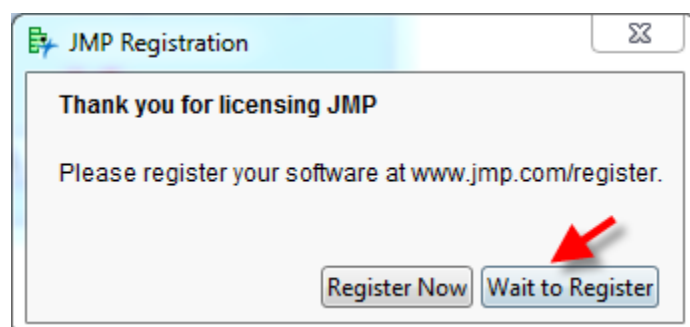 JMP Registration
Thank you for licensing JMP
Please register your software at www.jmp.com/register.
Register Now Wait to Register